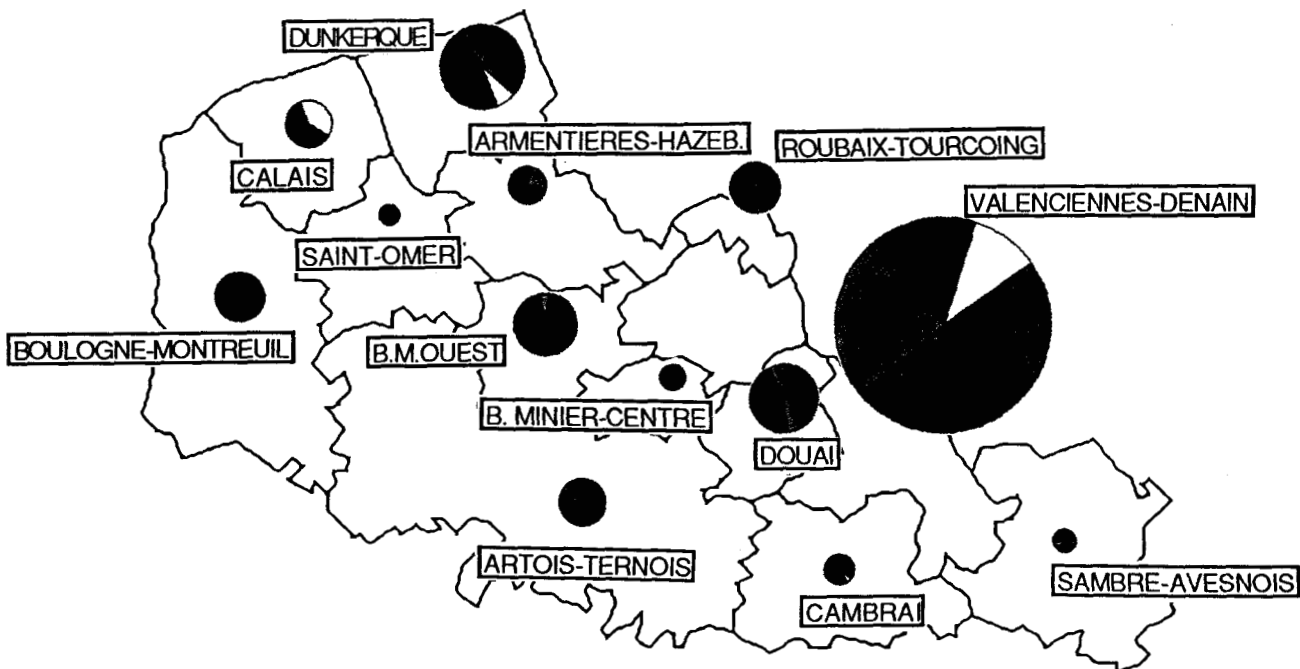 DUNKERQUE
ARMENTIERES-HAZEB.
ROUBAIX-TOURCOING
CALAIS
VALENCIENNES-DENAIN
SAINT-OMER
BOULOGNE-MONTREUIL
B.M.OUEST
B. MINIER-CENTRE
DOUAI
ARTOIS-TERNOIS
SAMBRE-AVESNOIS
CAMBRAI